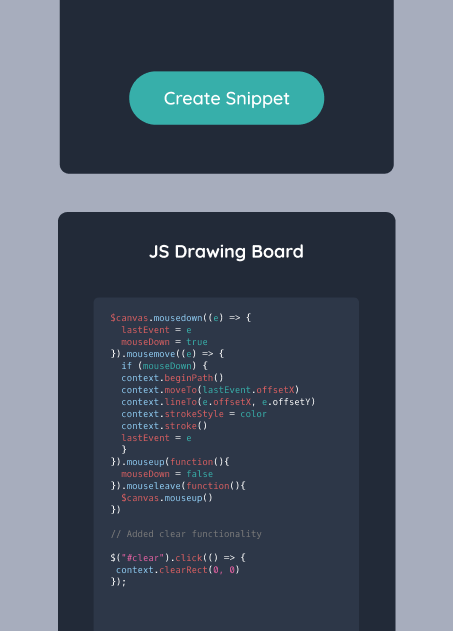 Create Snippet
JS Drawing Board
$canvas.mousedown((e) => {
lastEvent = e
mouseDown = true
}).mousemove((e) => {
if (mouseDown) {
context.beginPath()
context.moveTo(lastEvent.offsetX)
context.lineTo(e.offsetX, e.offsetY)
context.strokeStyle = color
context.stroke()
lastEvent = e
}
}).mouseup(function(){
mouseDown = false
}).mouseleave(function(){
$canvas.mouseup()
})
// Added clear functionality
$("#clear").click(() => {
context.clearRect(0, 0)
});